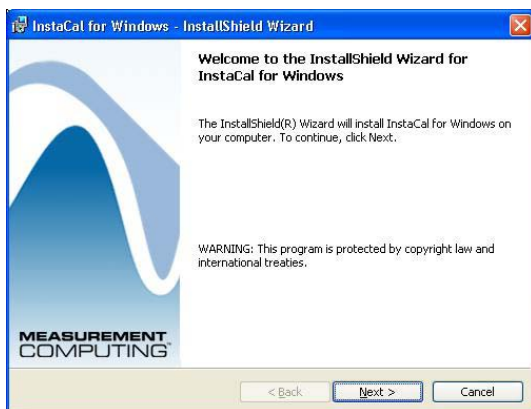 InstaCal for Windows - InstallShield Wizard
Welcome to the InstallShield Wizard for
InstaCal for Windows
The InstallShield(R) Wizard will install InstaCal for Windows on
your computer. To continue, click Next.
WARNING: This program is protected by copyright law and
international treaties.
MEASUREMENT
COMPUTING™
< Back
Next >
Cancel